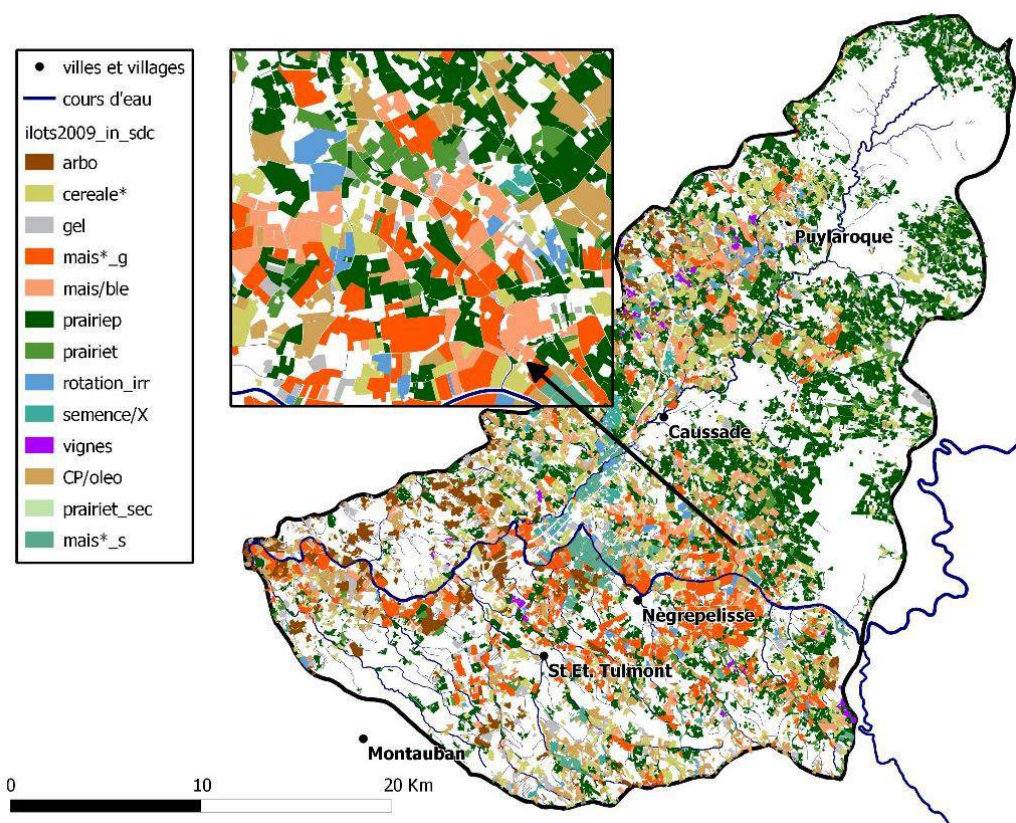 villes et villages
cours d'eau
ilots2009_in_sdc
arbo
cereale*
gel
mais*_g
mais/ble
prairiep
prairiet
rotation_irr
semence/X
vignes
CP/oleo
prairiet_sec
mais*_s
Puylaroque
Caussade
Nègrepelisse
St Et. Tulmont
Montauban
0 10 20 Km